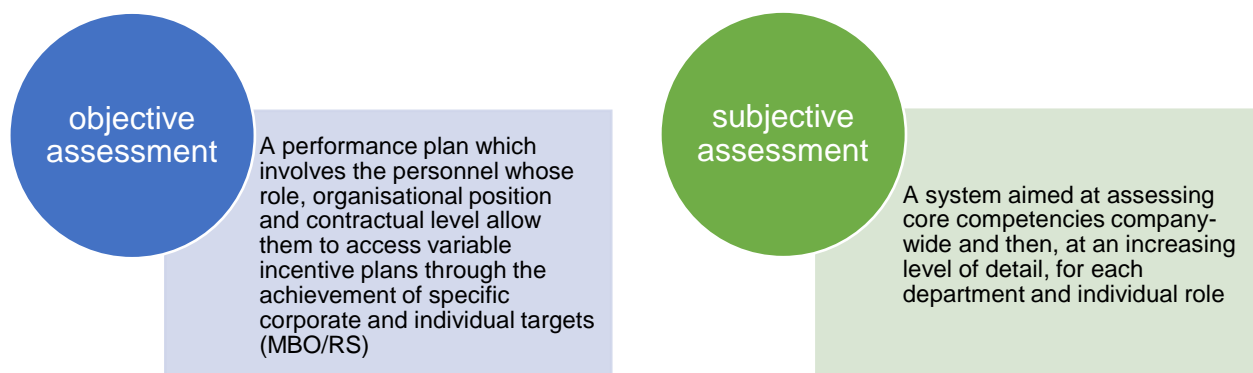 objective
assessment
A performance plan which
involves the personnel whose
role, organisational position
and contractual level allow
them to access variable
incentive plans through the
achievement of specific
corporate and individual targets
(MBO/RS)
subjective
assessment
A system aimed at assessing
core competencies company-
wide and then, at an increasing
level of detail, for each
department and individual role